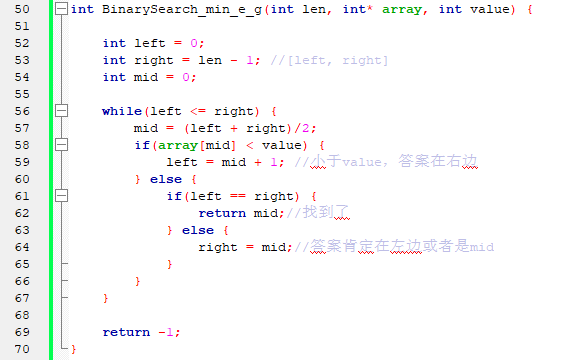 50 int BinarySearch_min_e_g(int len, int* array, int value) {
51
52     int left = 0;
53     int right = len - 1; //[left, right]
54     int mid = 0;
55
56     while(left <= right) {
57         mid = (left + right)/2;
58         if(array[mid] < value) {
59             left = mid + 1; //小于value，答案在右边
60         } else {
61             if(left == right) {
62                 return mid;//找到了
63             } else {
64                 right = mid;//答案肯定在左边或者是mid
65             }
66         }
67     }
68
69     return -1;
70 }